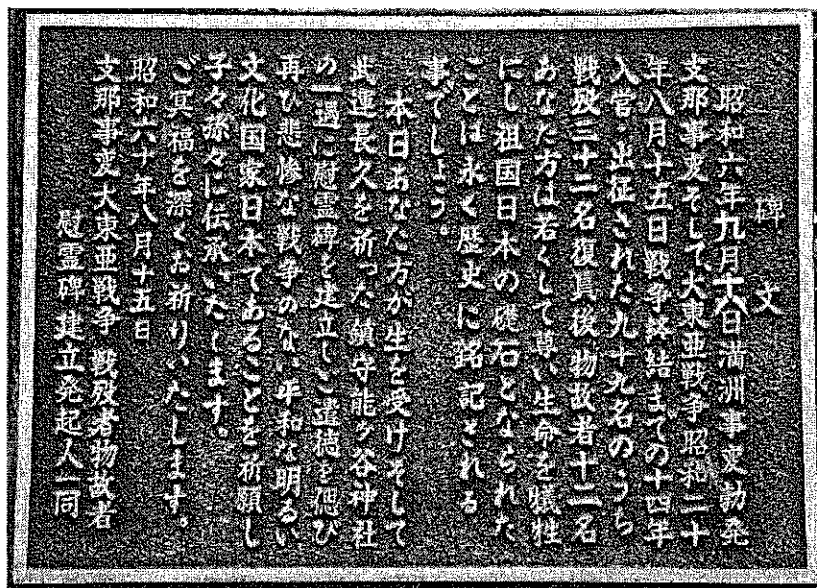 碑文
昭和六年九月十八日満洲事変勃発
支那事変そして大東亜戦争昭和二十
年八月十五日戦争終結までの十四年
入営・出征された九十九名のうち
戦歿三十二名復員後、物故者十二名
あなた方は若くして尊い生命を犠牲
にし祖国日本の礎石となられた
ことは永く歴史に銘記される
事でしょう。
本日あなた方が生を受けそして
武運長久を祈った鎮守能ヶ谷神社
の一遇に慰霊碑を建立しご遺徳を偲び
再び悲惨な戦争のない平和な明るい
文化国家日本であることを祈願し
子々孫々に伝承いたします。
ご冥福を深くお祈りいたします。
昭和六十年八月十五日
支那事変大東亜戦争戦歿者物故者
慰霊碑建立発起人一同